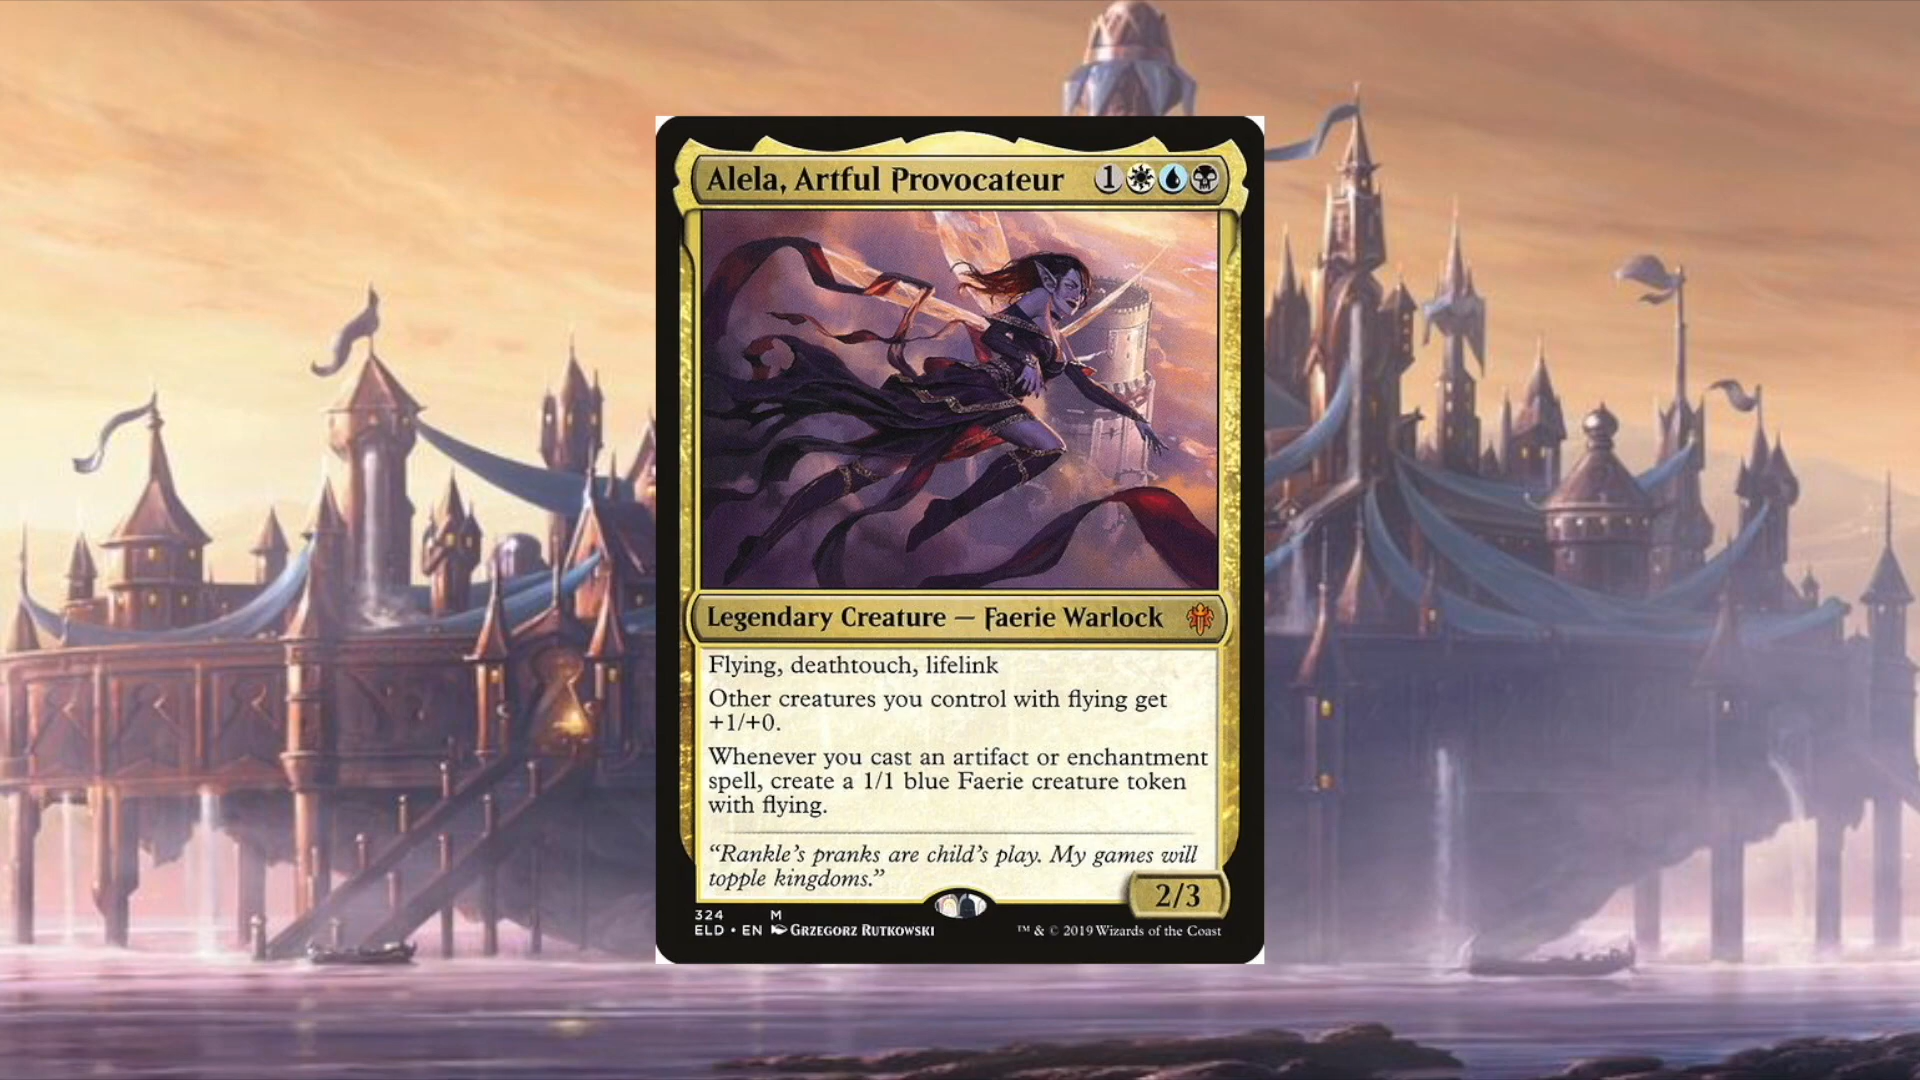 Alela, Artful Provocateur 1
Legendary Creature — Faerie Warlock
Flying, deathtouch, lifelink
Other creatures you control with flying get
+1/+0.
Whenever you cast an artifact or enchantment
spell, create a 1/1 blue Faerie creature token
with flying.
“Rankle’s pranks are child’s play. My games will
topple kingdoms.”
2/3
324 M
ELD • EN Grzegorz Rutkowski ™ & © 2019 Wizards of the Coast